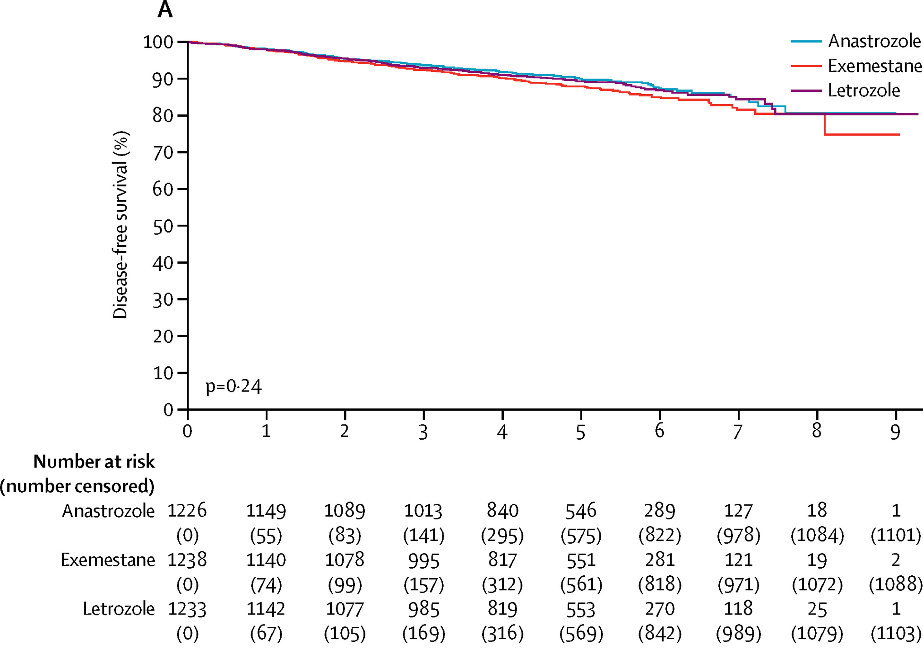 A
Anastrozole
Exemestane
Letrozole
Disease-free survival (%)
100
90
80
70
60
50
40
30
20
10
0
p=0·24
0 1 2 3 4 5 6 7 8 9
Number at risk
(number censored)
Anastrozole 1226 1149 1089 1013 840 546 289 127 18 1
(0) (55) (83) (141) (295) (575) (822) (978) (1084) (1101)
Exemestane 1238 1140 1078 995 817 551 281 121 19 2
(0) (74) (99) (157) (312) (561) (818) (971) (1072) (1088)
Letrozole 1233 1142 1077 985 819 553 270 118 25 1
(0) (67) (105) (169) (316) (569) (842) (989) (1079) (1103)